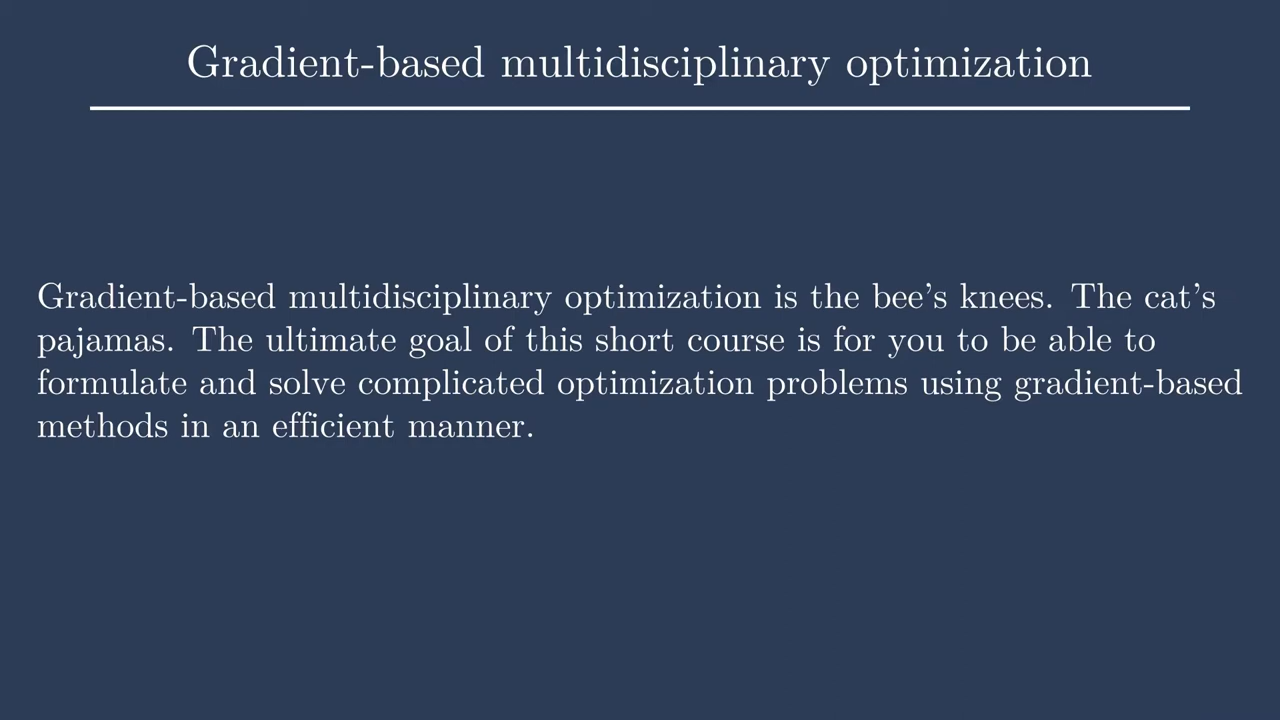 Gradient-based multidisciplinary optimization
Gradient-based multidisciplinary optimization is the bee's knees. The cat's
pajamas. The ultimate goal of this short course is for you to be able to
formulate and solve complicated optimization problems using gradient-based
methods in an efficient manner.